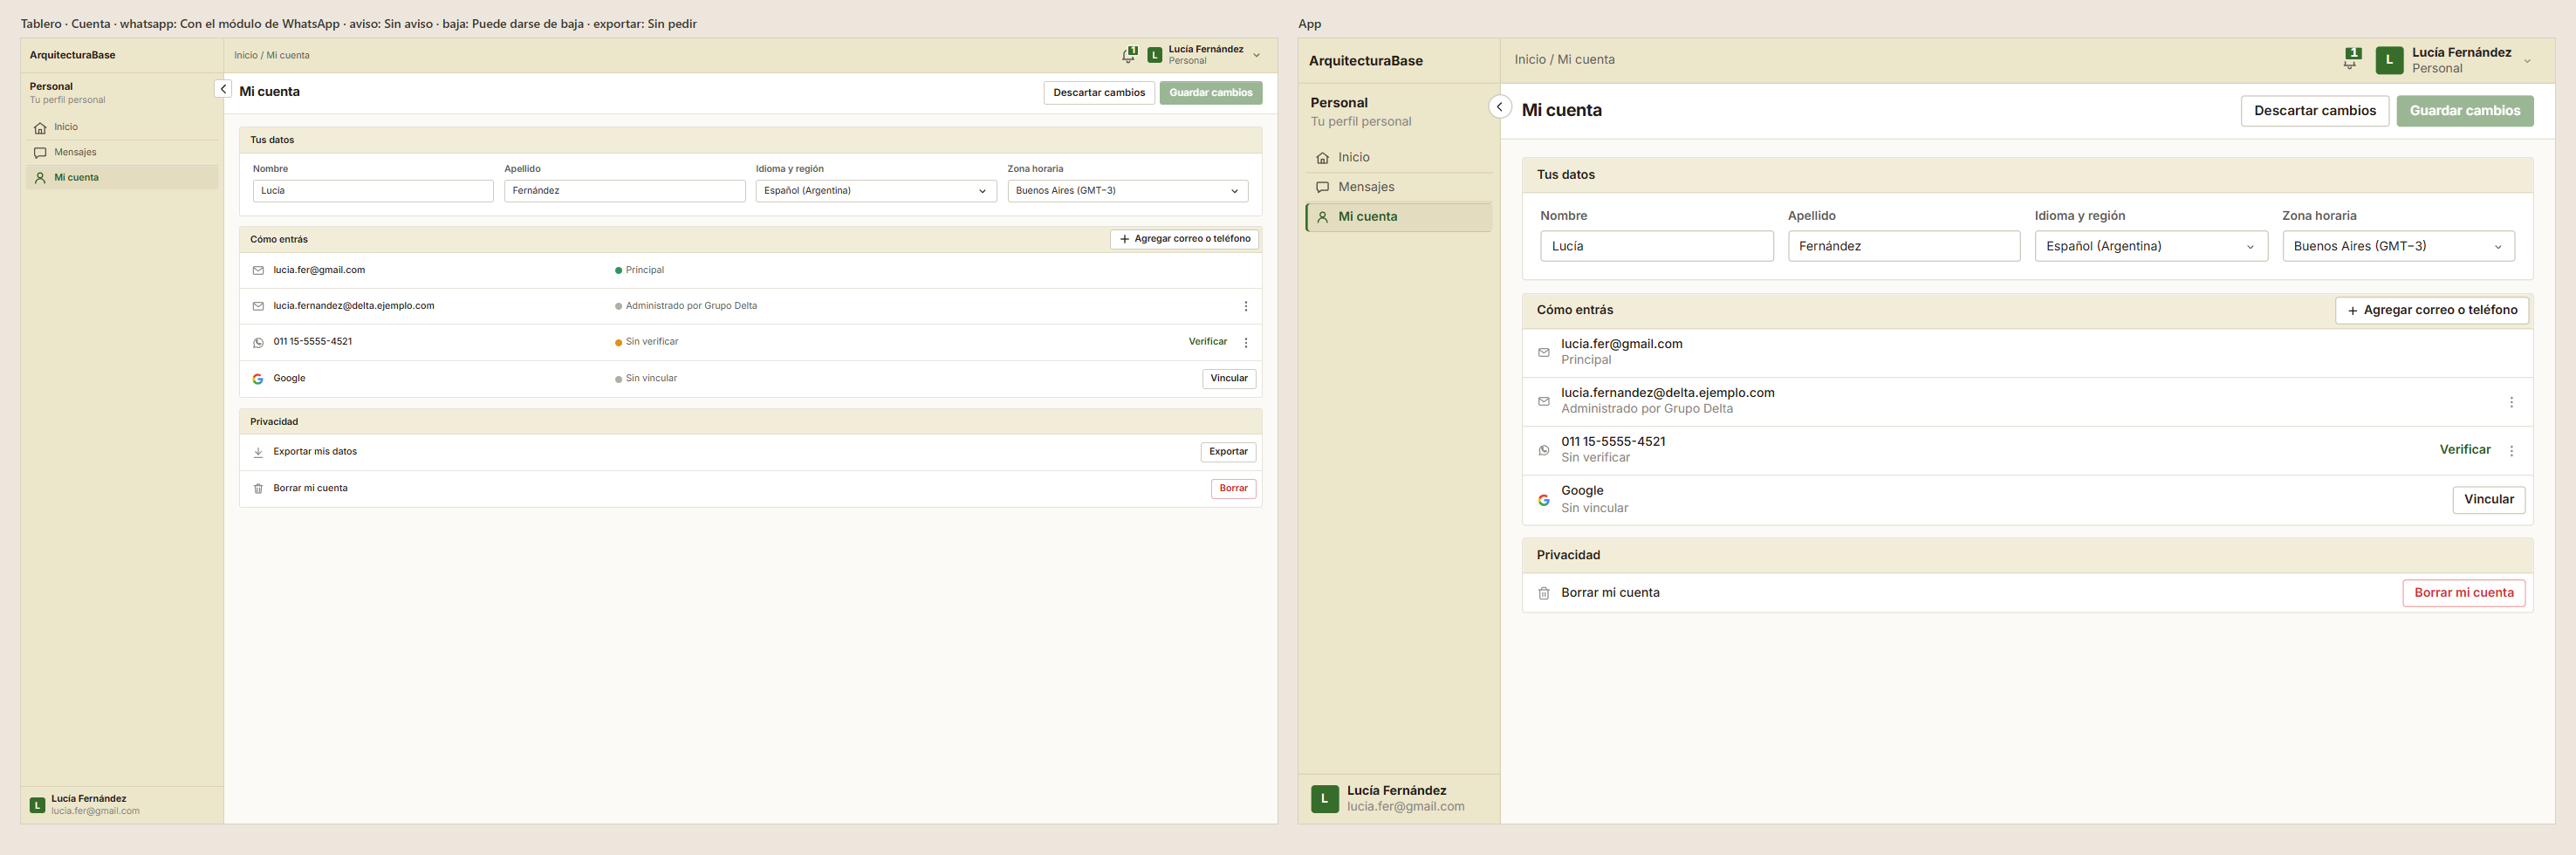 Tablero · Cuenta · whatsapp: Con el módulo de WhatsApp · aviso: Sin aviso · baja: Puede darse de baja · exportar: Sin pedir
ArquitecturaBase
Inicio / Mi cuenta
1
L
Lucía Fernández
Personal
Personal
Tu perfil personal
Inicio
Mensajes
Mi cuenta
Mi cuenta
Descartar cambios
Guardar cambios
Tus datos
Nombre
Apellido
Idioma y región
Zona horaria
Lucía
Fernández
Español (Argentina)
Buenos Aires (GMT−3)
Cómo entrás
Agregar correo o teléfono
lucia.fer@gmail.com
Principal
lucia.fernandez@delta.ejemplo.com
Administrado por Grupo Delta
011 15-5555-4521
Sin verificar
Verificar
Google
Sin vincular
Vincular
Privacidad
Exportar mis datos
Exportar
Borrar mi cuenta
Borrar
L
Lucía Fernández
lucia.fer@gmail.com
App
ArquitecturaBase
Inicio / Mi cuenta
1
L
Lucía Fernández
Personal
Personal
Tu perfil personal
Inicio
Mensajes
Mi cuenta
Mi cuenta
Descartar cambios
Guardar cambios
Tus datos
Nombre
Apellido
Idioma y región
Zona horaria
Lucía
Fernández
Español (Argentina)
Buenos Aires (GMT−3)
Cómo entrás
Agregar correo o teléfono
lucia.fer@gmail.com
Principal
lucia.fernandez@delta.ejemplo.com
Administrado por Grupo Delta
011 15-5555-4521
Sin verificar
Verificar
Google
Sin vincular
Vincular
Privacidad
Borrar mi cuenta
Borrar mi cuenta
L
Lucía Fernández
lucia.fer@gmail.com